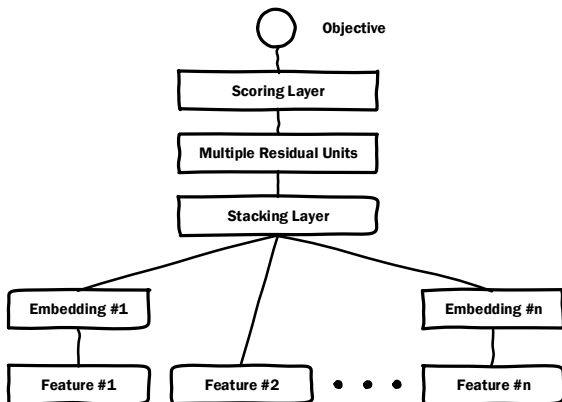 Objective
Scoring Layer
Multiple Residual Units
Stacking Layer
Embedding #1
Embedding #n
Feature #1
Feature #2
Feature #n